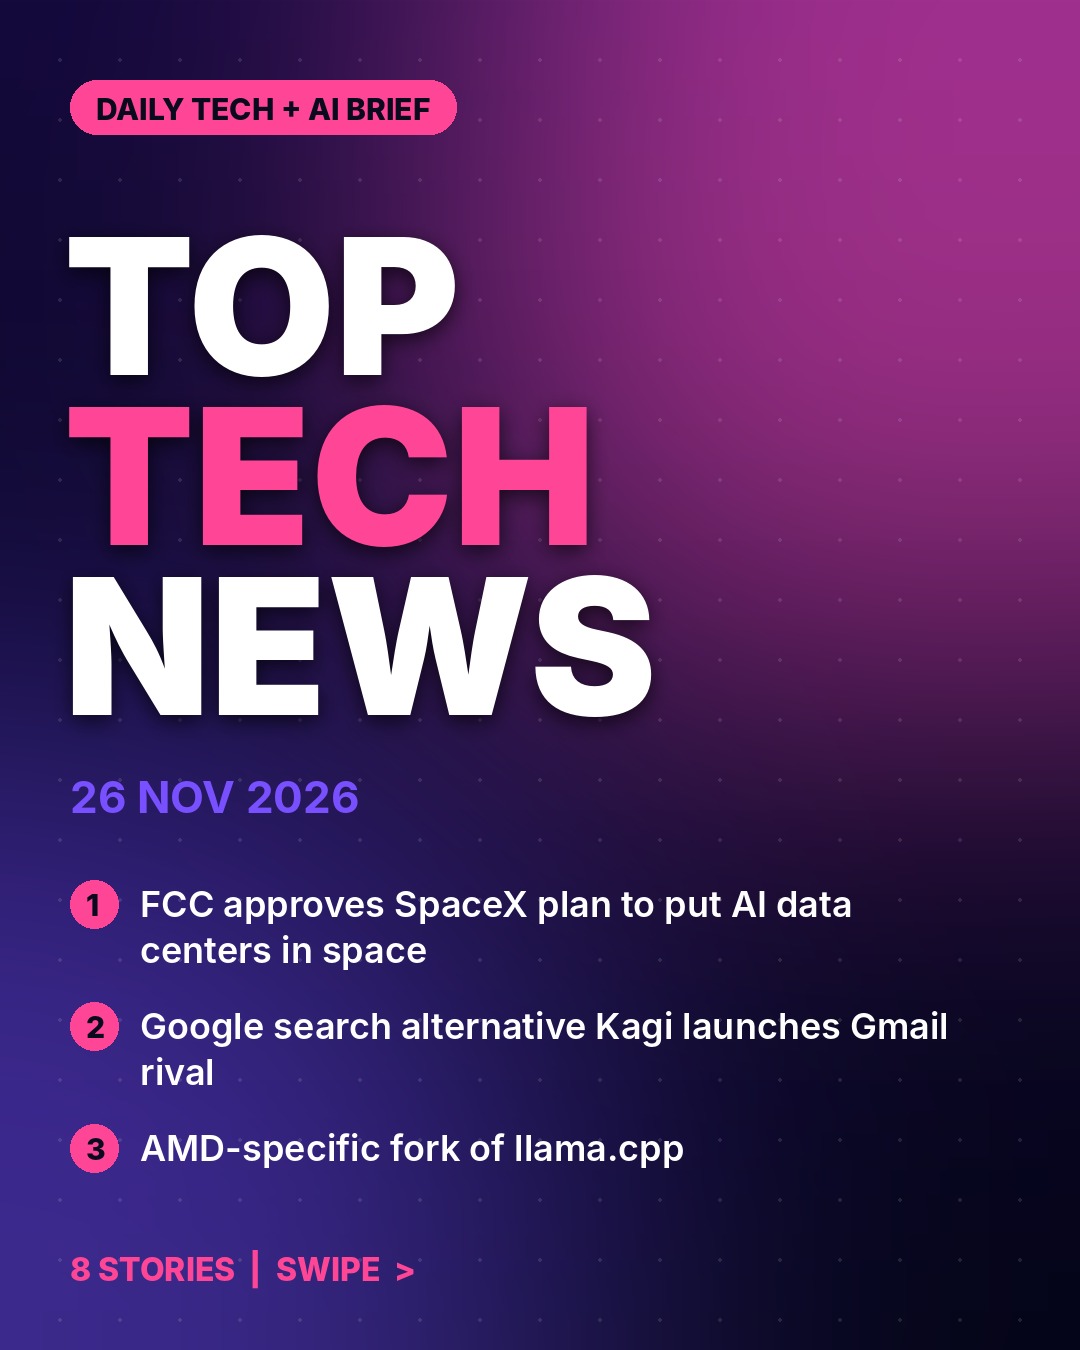 DAILY TECH + AI BRIEF
TOP
TECH
NEWS
26 NOV 2026
1 FCC approves SpaceX plan to put AI data
centers in space
2 Google search alternative Kagi launches Gmail
rival
3 AMD-specific fork of llama.cpp
8 STORIES | SWIPE >